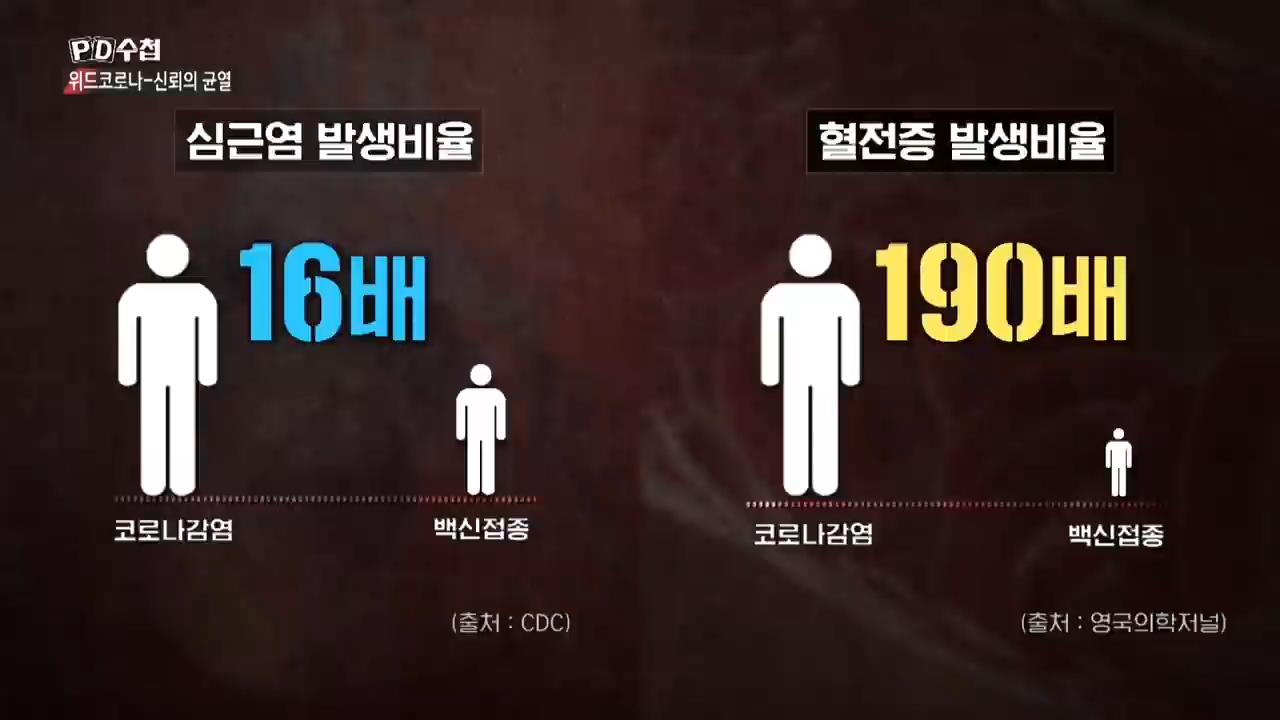 PD수첩
위드코로나-신뢰의 균열
심근염 발생비율
16배
코로나감염
백신접종
(출처 : CDC)
혈전증 발생비율
190배
코로나감염
백신접종
(출처 : 영국의학저널)